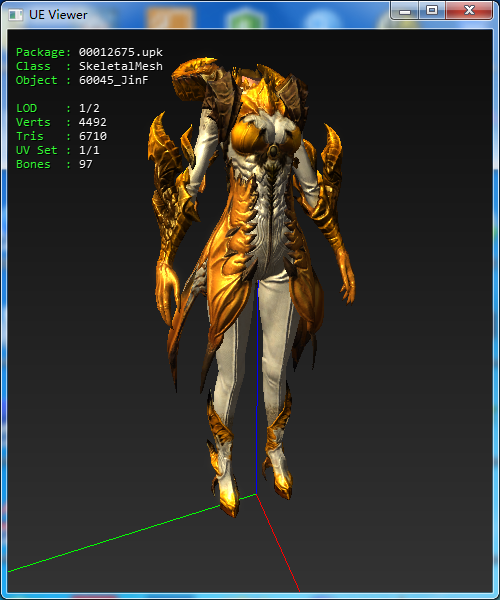 UE Viewer
Package: 00012675.upk
Class : SkeletalMesh
Object : 60045_JinF
LOD : 1/2
Verts : 4492
Tris : 6710
UV Set : 1/1
Bones : 97